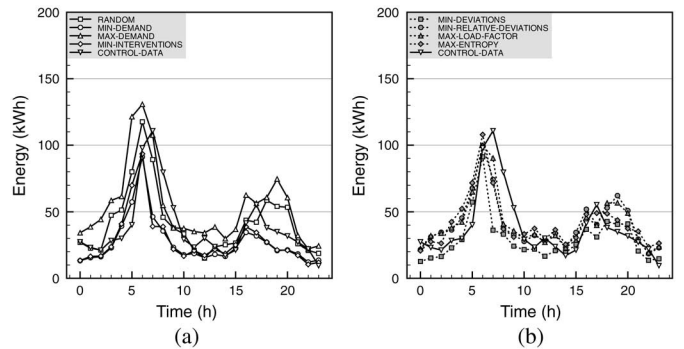 RANDOM
MIN-DEMAND
MAX-DEMAND
MIN-INTERVENTIONS
CONTROL-DATA
200
150
100
50
0
Energy (kWh)
0 5 10 15 20
Time (h)
(a)
MIN-DEVIATIONS
MIN-RELATIVE-DEVIATIONS
MAX-LOAD-FACTOR
MAX-ENTROPY
CONTROL-DATA
200
150
100
50
0
Energy (kWh)
0 5 10 15 20
Time (h)
(b)